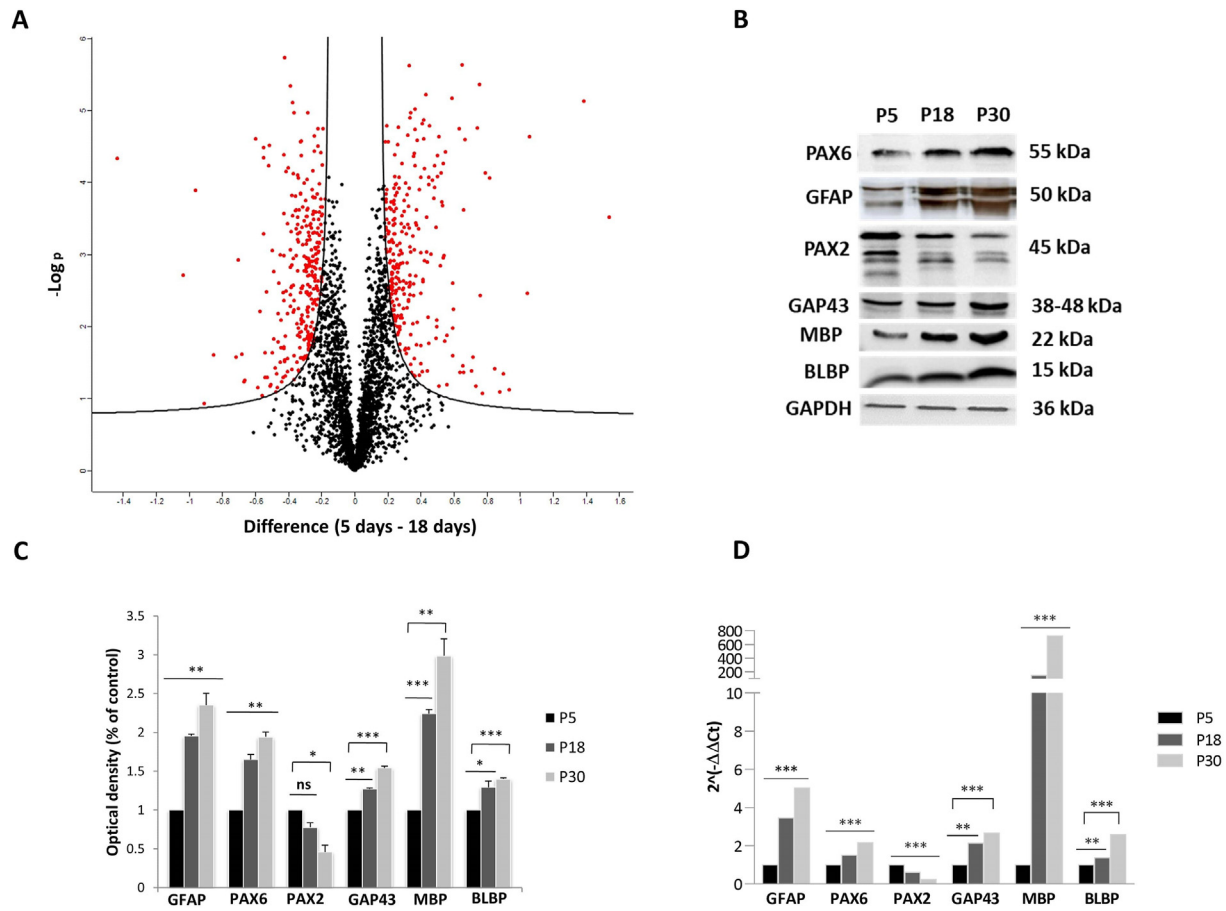 A
6
5
4
3
2
1
0
-Log p
-1.4 -1.2 -1 -0.8 -0.6 -0.4 -0.2 0 0.2 0.4 0.6 0.8 1 1.2 1.4 1.6
Difference (5 days - 18 days)
B
P5 P18 P30
PAX6 55 kDa
GFAP 50 kDa
PAX2 45 kDa
GAP43 38-48 kDa
MBP 22 kDa
BLBP 15 kDa
GAPDH 36 kDa
C
Optical density (% of control)
3.5
3
2.5
2
1.5
1
0.5
0
**
**
ns
*
**
***
***
**
*
***
GFAP PAX6 PAX2 GAP43 MBP BLBP
P5
P18
P30
D
2^(-ΔΔCt)
800
600
400
200
10
8
6
4
2
0
***
***
***
**
***
***
**
***
GFAP PAX6 PAX2 GAP43 MBP BLBP
P5
P18
P30